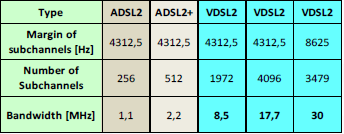 Type ADSL2 ADSL2+ VDSL2 VDSL2 VDSL2
Margin of
subchannels [Hz] 4312,5 4312,5 4312,5 4312,5 8625
Number of
Subchannels 256 512 1972 4096 3479
Bandwidth [MHz] 1,1 2,2 8,5 17,7 30